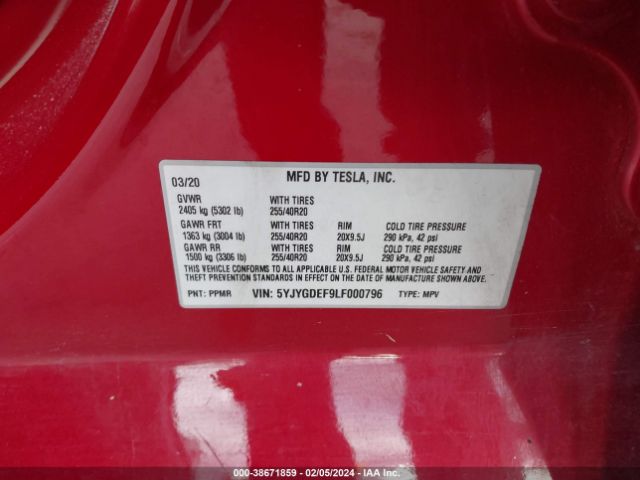 03/20 MFD BY TESLA, INC.
GVWR WITH TIRES
2405 kg (5302 lb) 255/40R20
GAWR FRT WITH TIRES RIM COLD TIRE PRESSURE
1363 kg (3004 lb) 255/40R20 20X9.5J 290 kPa, 42 psi
GAWR RR WITH TIRES RIM COLD TIRE PRESSURE
1500 kg (3306 lb) 255/40R20 20X9.5J 290 kPa, 42 psi
THIS VEHICLE CONFORMS TO ALL APPLICABLE U.S. FEDERAL MOTOR VEHICLE SAFETY AND
THEFT PREVENTION STANDARDS IN EFFECT ON THE DATE OF MANUFACTURE SHOWN ABOVE.
PNT: PPMR VIN: 5YJYGDEF9LF000796 TYPE: MPV
000-38671859 - 02/05/2024 - IAA Inc.